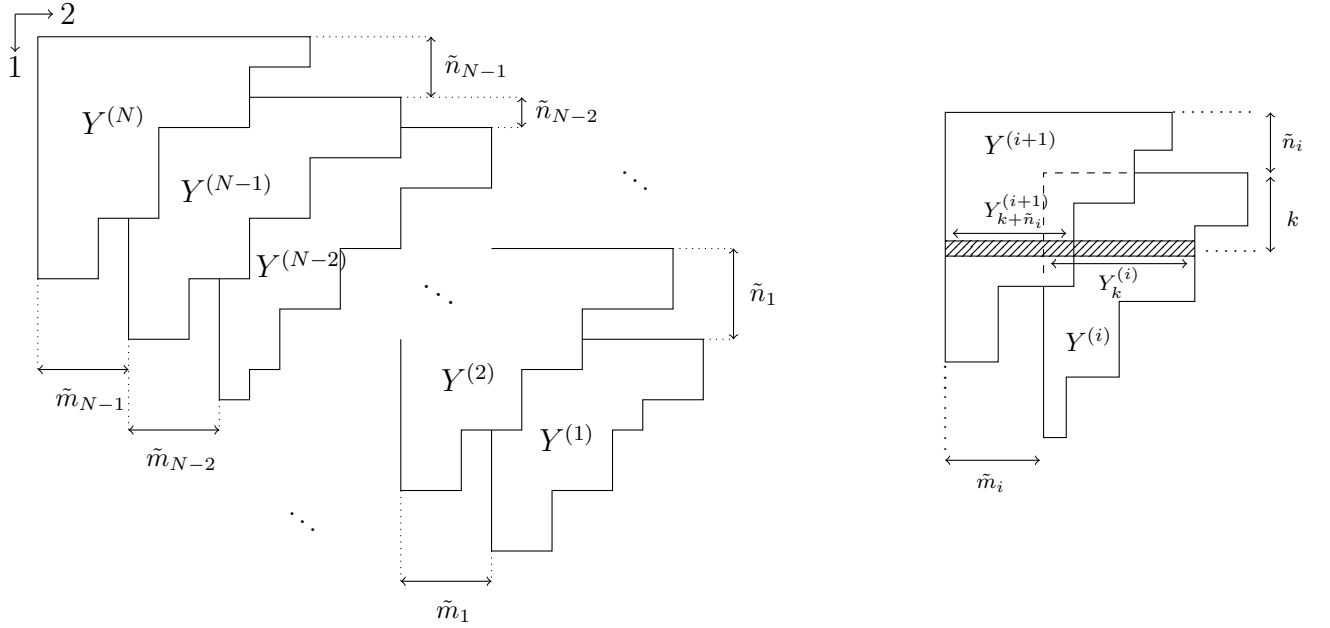 2
1
Y^{(N)}
ñ_{N−1}
ñ_{N−2}
Y^{(N−1)}
Y^{(N−2)}
ñ_1
m̃_{N−1}
Y^{(2)}
m̃_{N−2}
Y^{(1)}
m̃_1
Y^{(i+1)}
ñ_i
Y^{(i+1)}_{k+ñ_i}
k
Y^{(i)}_k
Y^{(i)}
m̃_i